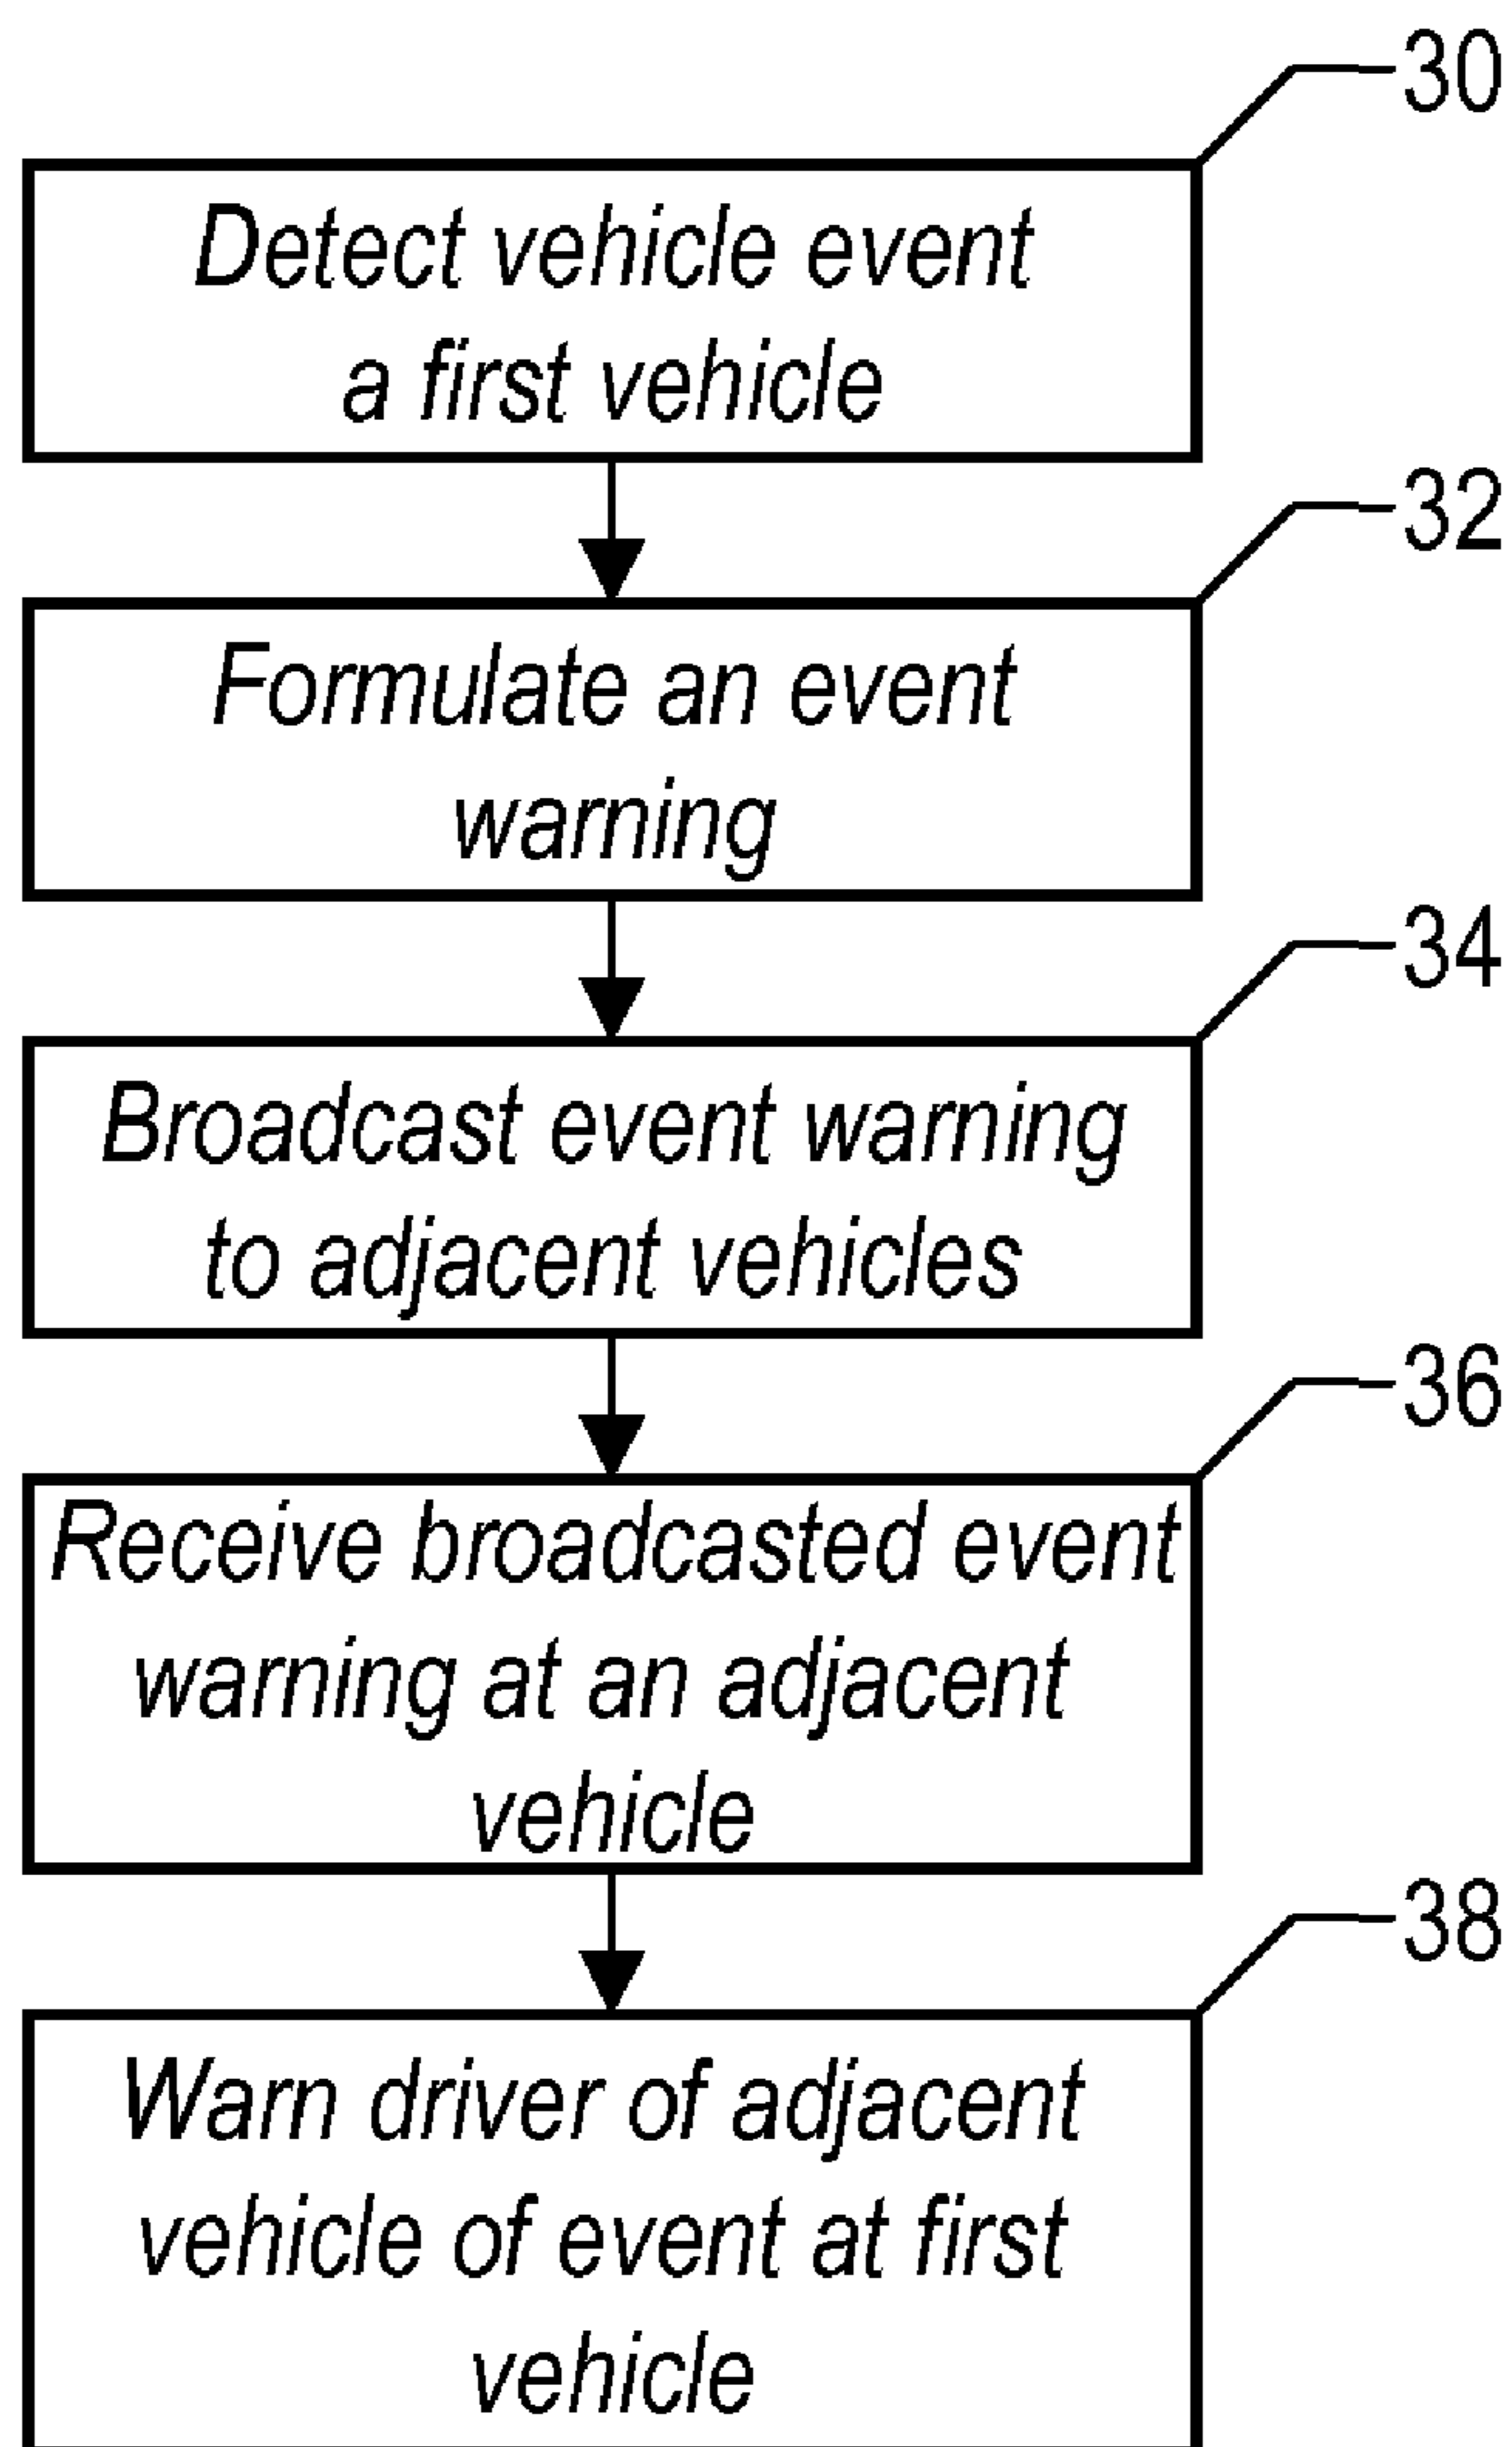 30
Detect vehicle event
a first vehicle
32
Formulate an event
warning
34
Broadcast event warning
to adjacent vehicles
36
Receive broadcasted event
warning at an adjacent
vehicle
38
Warn driver of adjacent
vehicle of event at first
vehicle